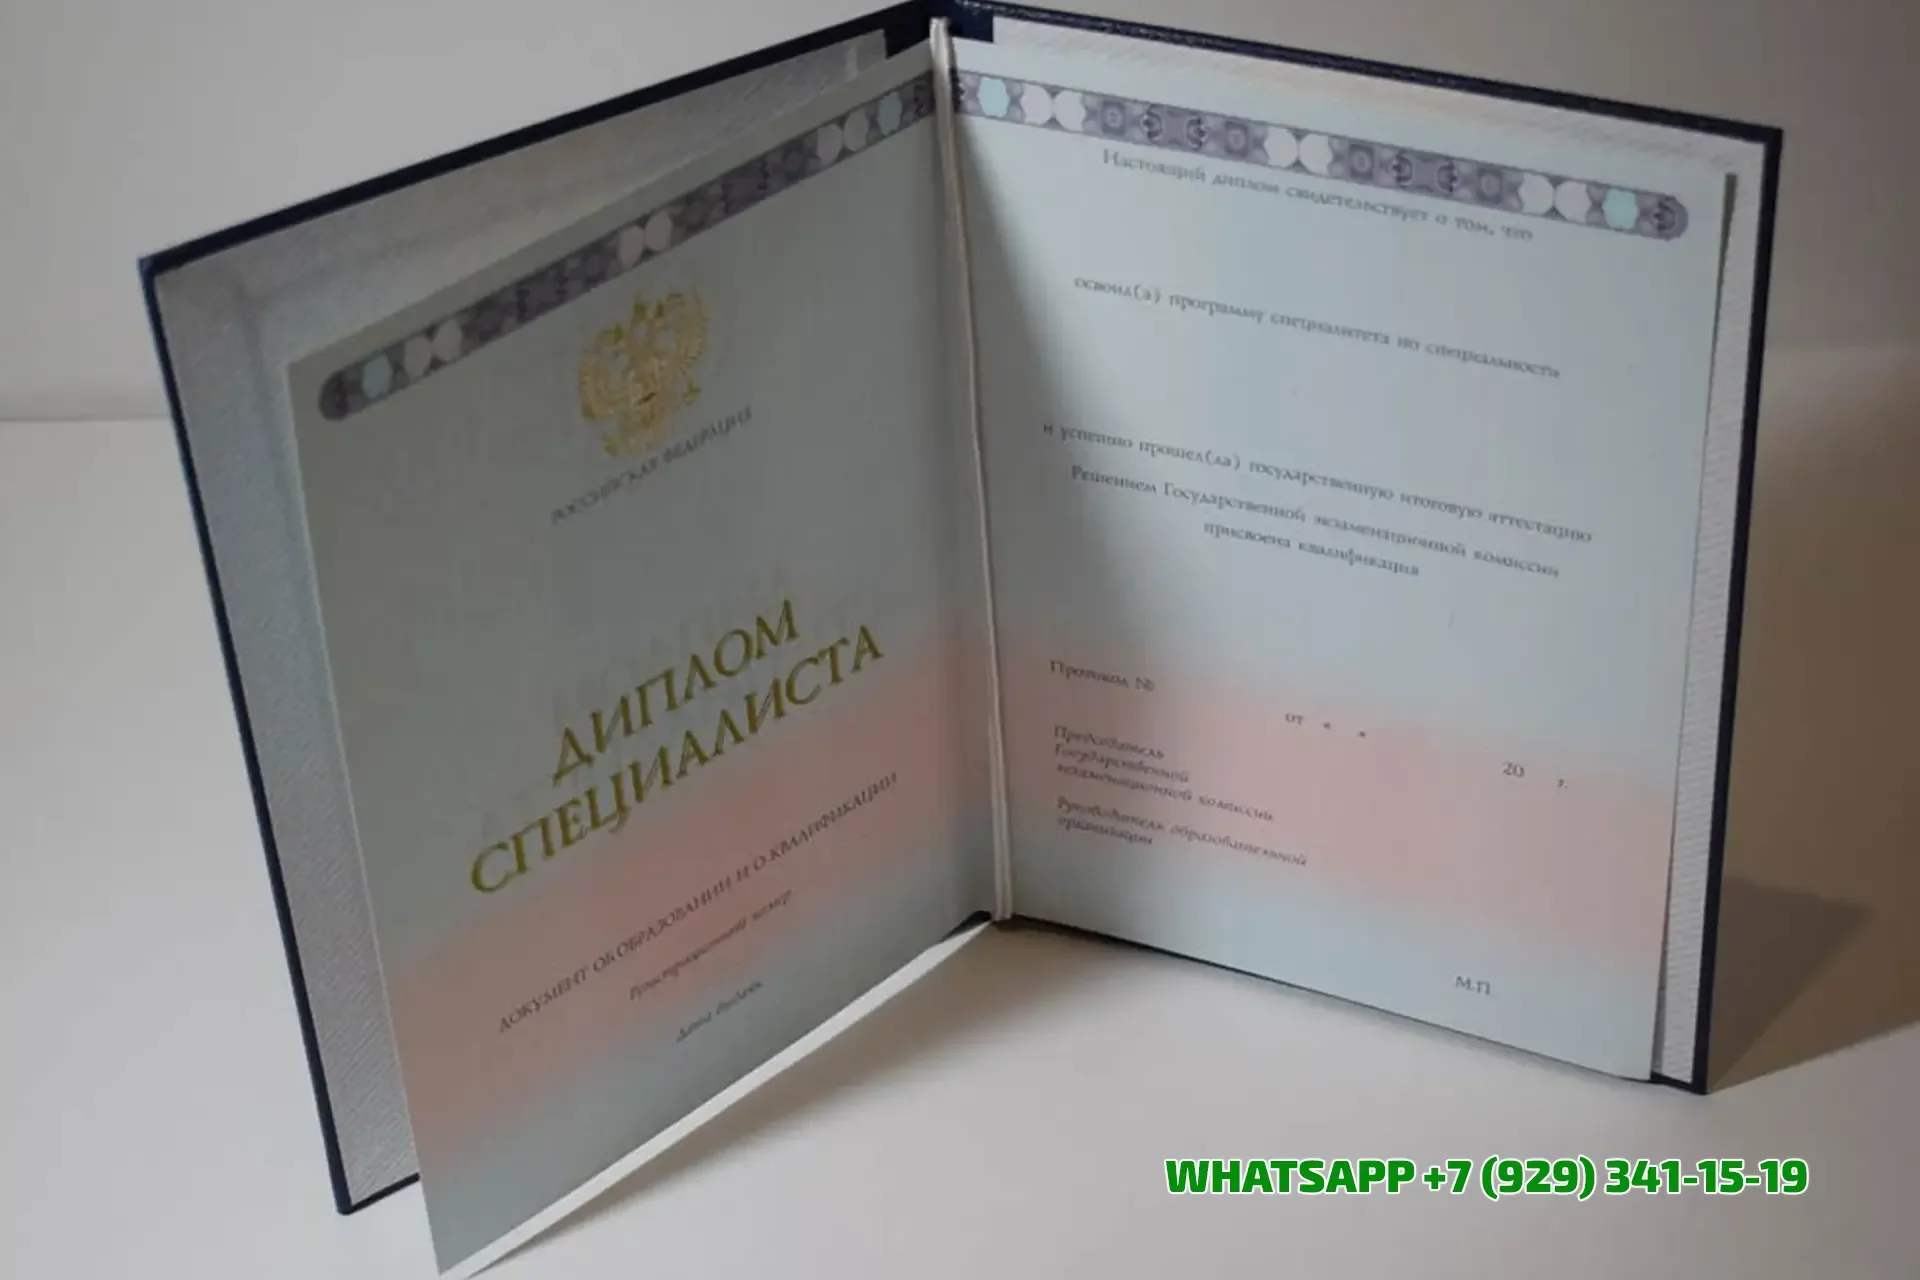 РОССИЙСКАЯ ФЕДЕРАЦИЯ
ДИПЛОМ
СПЕЦИАЛИСТА
ДОКУМЕНТ ОБ ОБРАЗОВАНИИ И О КВАЛИФИКАЦИИ
Регистрационный номер
Дата выдачи
Настоящий диплом свидетельствует о том, что
освоил(а) программу специалитета по специальности
и успешно прошел(ла) государственную итоговую аттестацию
Решением Государственной экзаменационной комиссии
присвоена квалификация
Протокол №
от « »
20 г.
Председатель
Государственной
экзаменационной комиссии
Руководитель образовательной
организации
М.П.
WHATSAPP +7 (929) 341-15-19